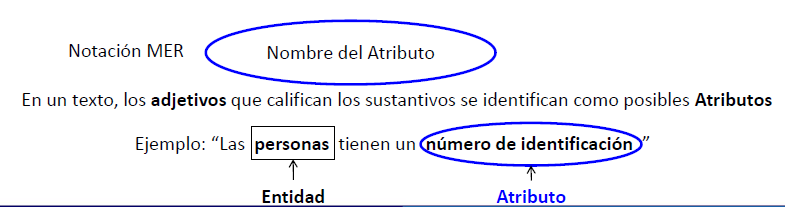 Notación MER Nombre del Atributo
En un texto, los adjetivos que califican los sustantivos se identifican como posibles Atributos
Ejemplo: “Las personas tienen un número de identificación ”
Entidad Atributo